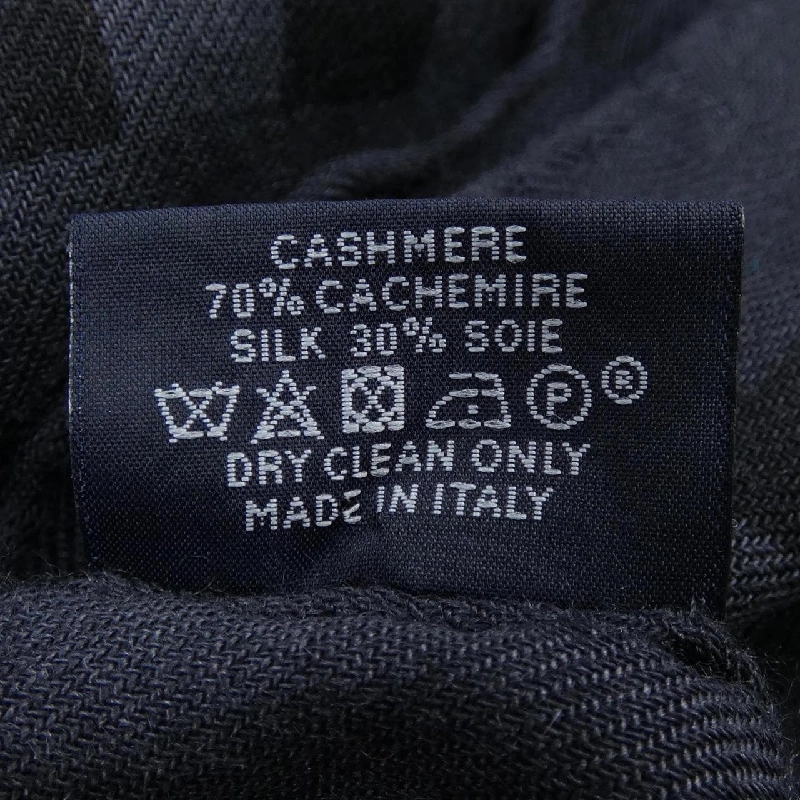 CASHMERE
70% CACHEMIRE
SILK 30% SOIE
P ®
DRY CLEAN ONLY
MADE IN ITALY